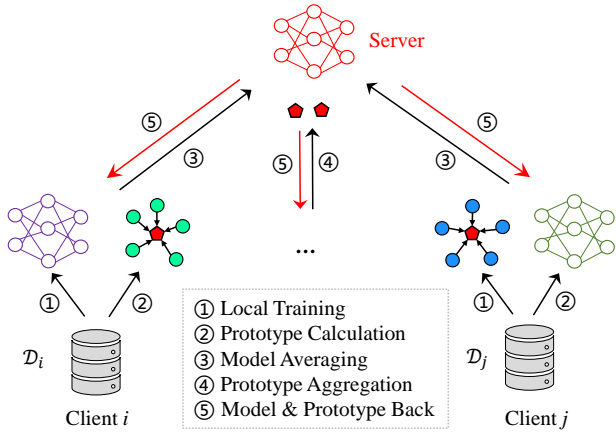 Server
⑤
③
⑤
④
⑤
③
...
①
②
①
②
𝒟i
𝒟j
① Local Training
② Prototype Calculation
③ Model Averaging
④ Prototype Aggregation
⑤ Model & Prototype Back
Client i
Client j